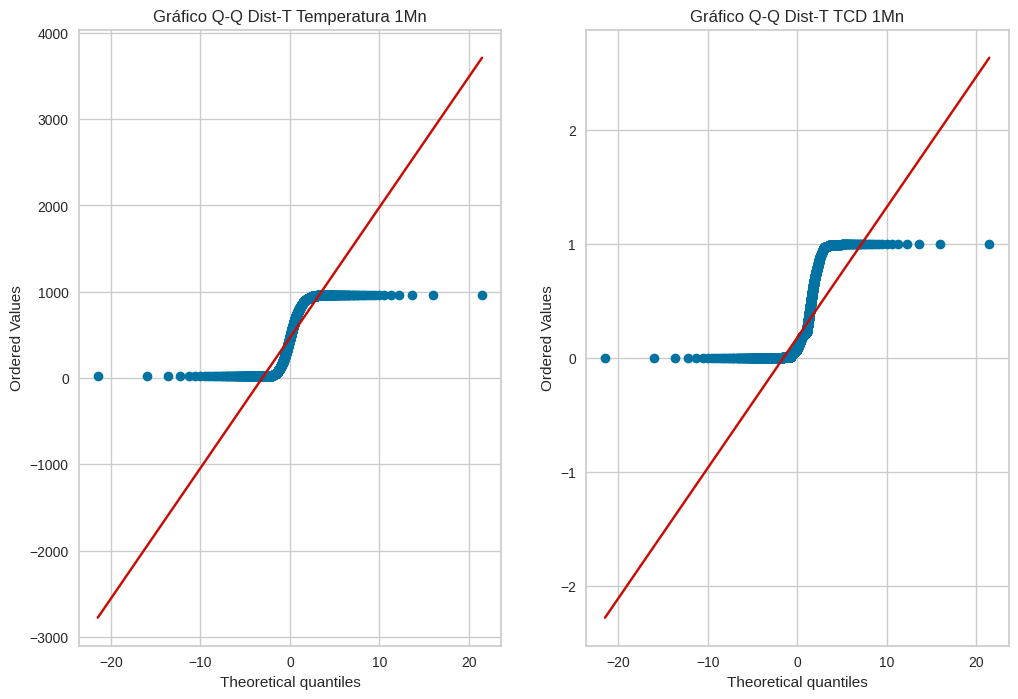 Gráfico Q-Q Dist-T Temperatura 1Mn
4000
3000
2000
1000
0
−1000
−2000
−3000
Ordered Values
−20 −10 0 10 20
Theoretical quantiles
Gráfico Q-Q Dist-T TCD 1Mn
2
1
0
−1
−2
Ordered Values
−20 −10 0 10 20
Theoretical quantiles